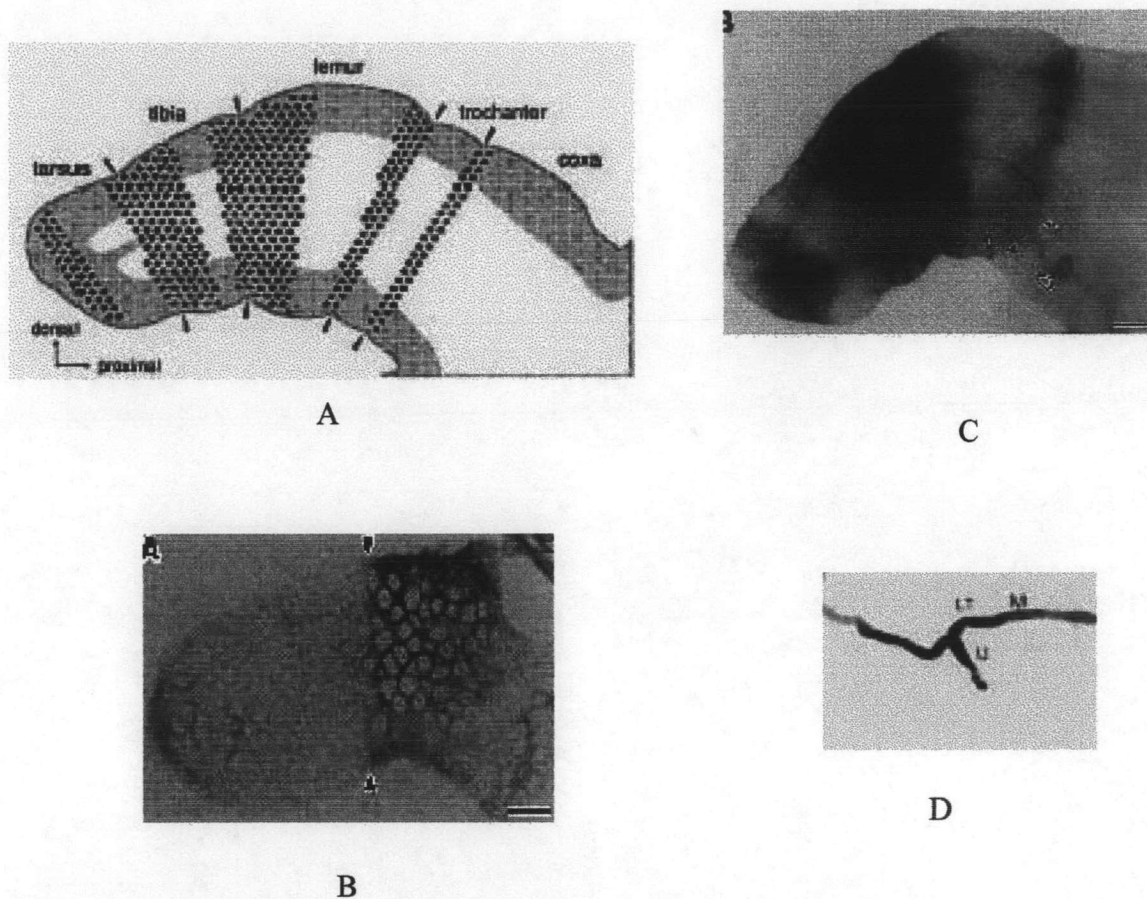 femur
tibia
trochanter
tarsus
coxa
dorsal
proximal
A
C
A
LT M
D
B